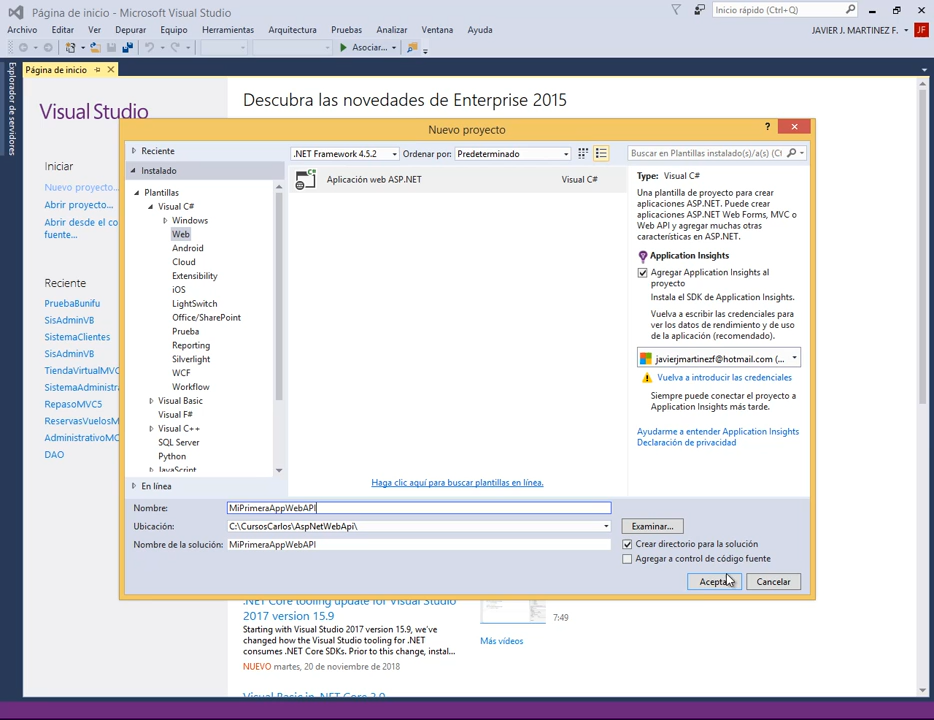 Página de inicio - Microsoft Visual Studio
Inicio rápido (Ctrl+Q)
Archivo Editar Ver Depurar Equipo Herramientas Arquitectura Pruebas Analizar Ventana Ayuda
JAVIER J. MARTINEZ F. JF
Asociar...
Explorador de servidores
Página de inicio
Descubra las novedades de Enterprise 2015
Visual Studio
Iniciar
Nuevo proyecto...
Abrir proyecto...
Abrir desde el co
fuente...
Reciente
PruebaBunifu
SisAdminVB
SistemaClientes
SisAdminVB
TiendaVirtualMVC
SistemaAdministra
RepasoMVC5
ReservasVuelosM
AdministrativoMC
DAO
Nuevo proyecto
?
Reciente
.NET Framework 4.5.2
Ordenar por:
Predeterminado
Buscar en Plantillas instalado(s)/a(s) (Ct
Instalado
Plantillas
Visual C#
Windows
Web
Android
Cloud
Extensibility
iOS
LightSwitch
Office/SharePoint
Prueba
Reporting
Silverlight
WCF
Workflow
Visual Basic
Visual F#
Visual C++
SQL Server
Python
JavaScript
En línea
Aplicación web ASP.NET
Visual C#
Haga clic aquí para buscar plantillas en línea.
Type: Visual C#
Una plantilla de proyecto para crear
aplicaciones ASP.NET. Puede crear
aplicaciones ASP.NET Web Forms, MVC o
Web API y agregar muchas otras
características en ASP.NET.
Application Insights
Agregar Application Insights al
proyecto
Instala el SDK de Application Insights.
Vuelva a escribir las credenciales para
ver los datos de rendimiento y de uso
de la aplicación (recomendado).
javierjmartinezf@hotmail.com (...
Vuelva a introducir las credenciales
Siempre puede conectar el proyecto a
Application Insights más tarde.
Ayudarme a entender Application Insights
Declaración de privacidad
Nombre: MiPrimeraAppWebAPI
Ubicación: C:\CursosCarlos\AspNetWebApi\
Examinar...
Nombre de la solución: MiPrimeraAppWebAPI
Crear directorio para la solución
Agregar a control de código fuente
Aceptar
Cancelar
.NET Core tooling update for Visual Studio
2017 version 15.9
Starting with Visual Studio 2017 version 15.9, we've
changed how the Visual Studio tooling for .NET
consumes .NET Core SDKs. Prior to this change, instal...
NUEVO martes, 20 de noviembre de 2018
7:49
Más vídeos
Visual Basic in .NET Core 3.0